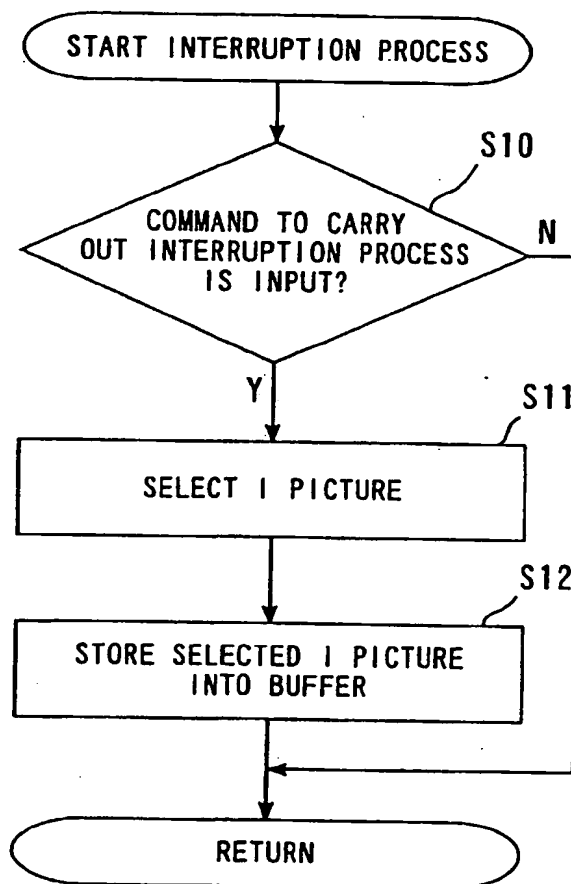 START INTERRUPTION PROCESS
S10
COMMAND TO CARRY
OUT INTERRUPTION PROCESS
IS INPUT?
N
Y
S11
SELECT I PICTURE
S12
STORE SELECTED I PICTURE
INTO BUFFER
RETURN